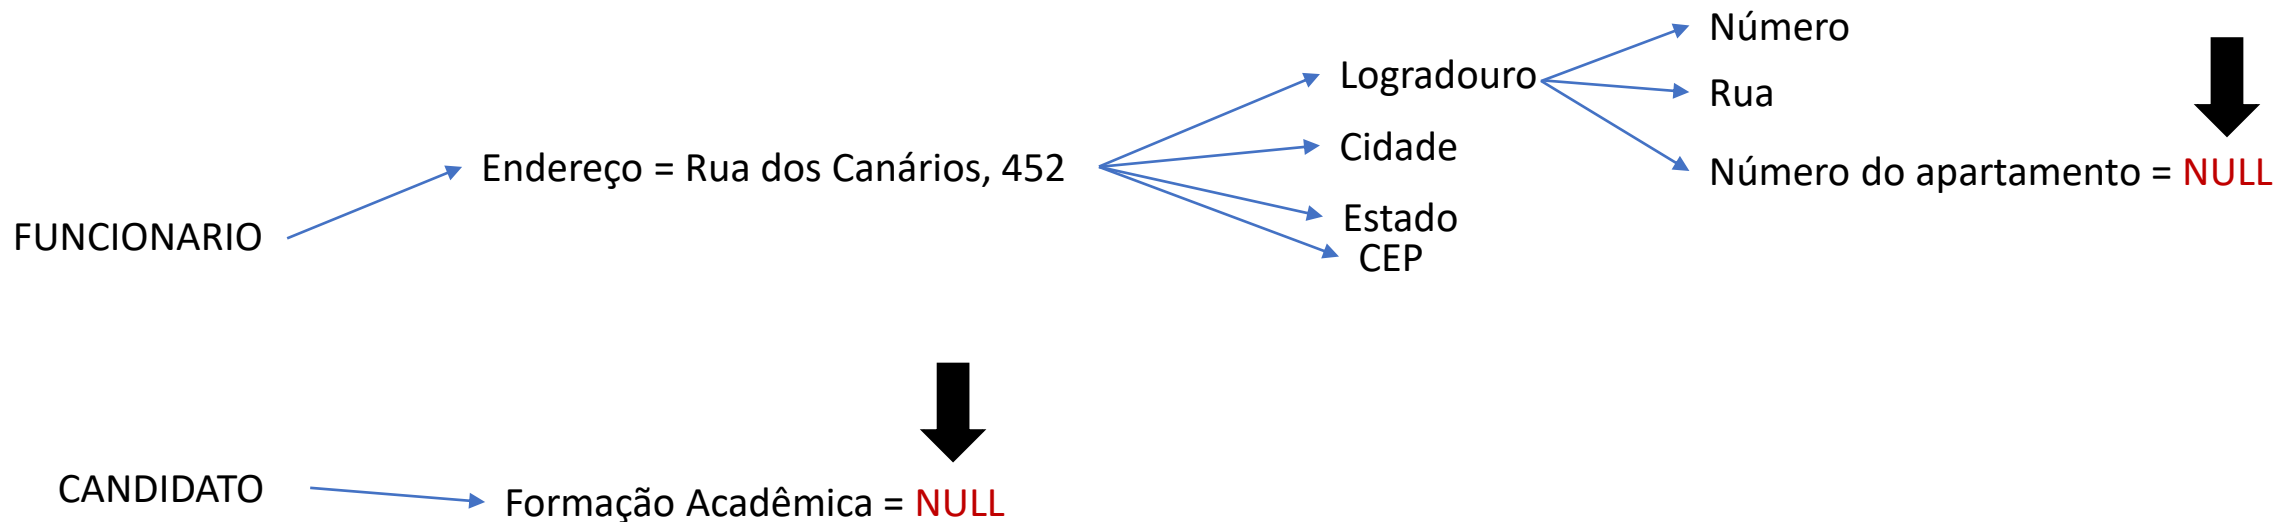 FUNCIONARIO
Endereço = Rua dos Canários, 452
Logradouro
Cidade
Estado
CEP
Número
Rua
Número do apartamento = NULL
CANDIDATO
Formação Acadêmica = NULL